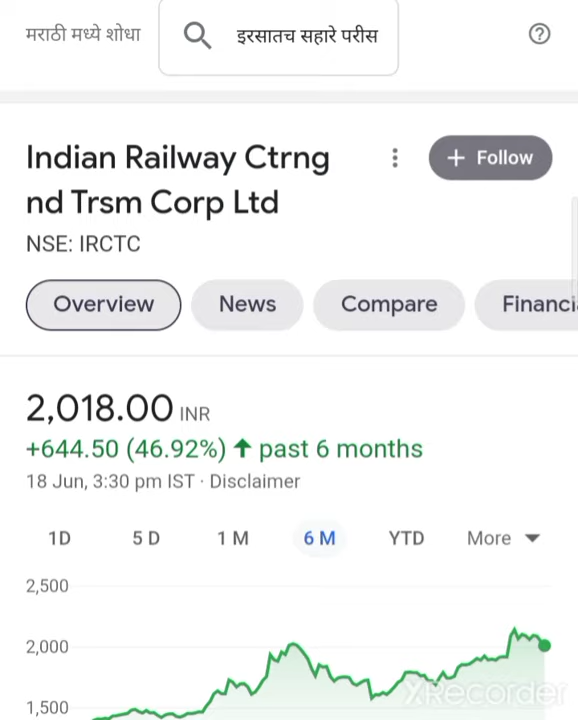 मराठी मध्ये शोधा
इरसातच सहारे परीस
Indian Railway Ctrng
nd Trsm Corp Ltd
Follow
NSE: IRCTC
Overview
News
Compare
Financi
2,018.00 INR
+644.50 (46.92%) ↑ past 6 months
18 Jun, 3:30 pm IST · Disclaimer
1D
5 D
1 M
6 M
YTD
More
2,500
2,000
1,500
XRecorder